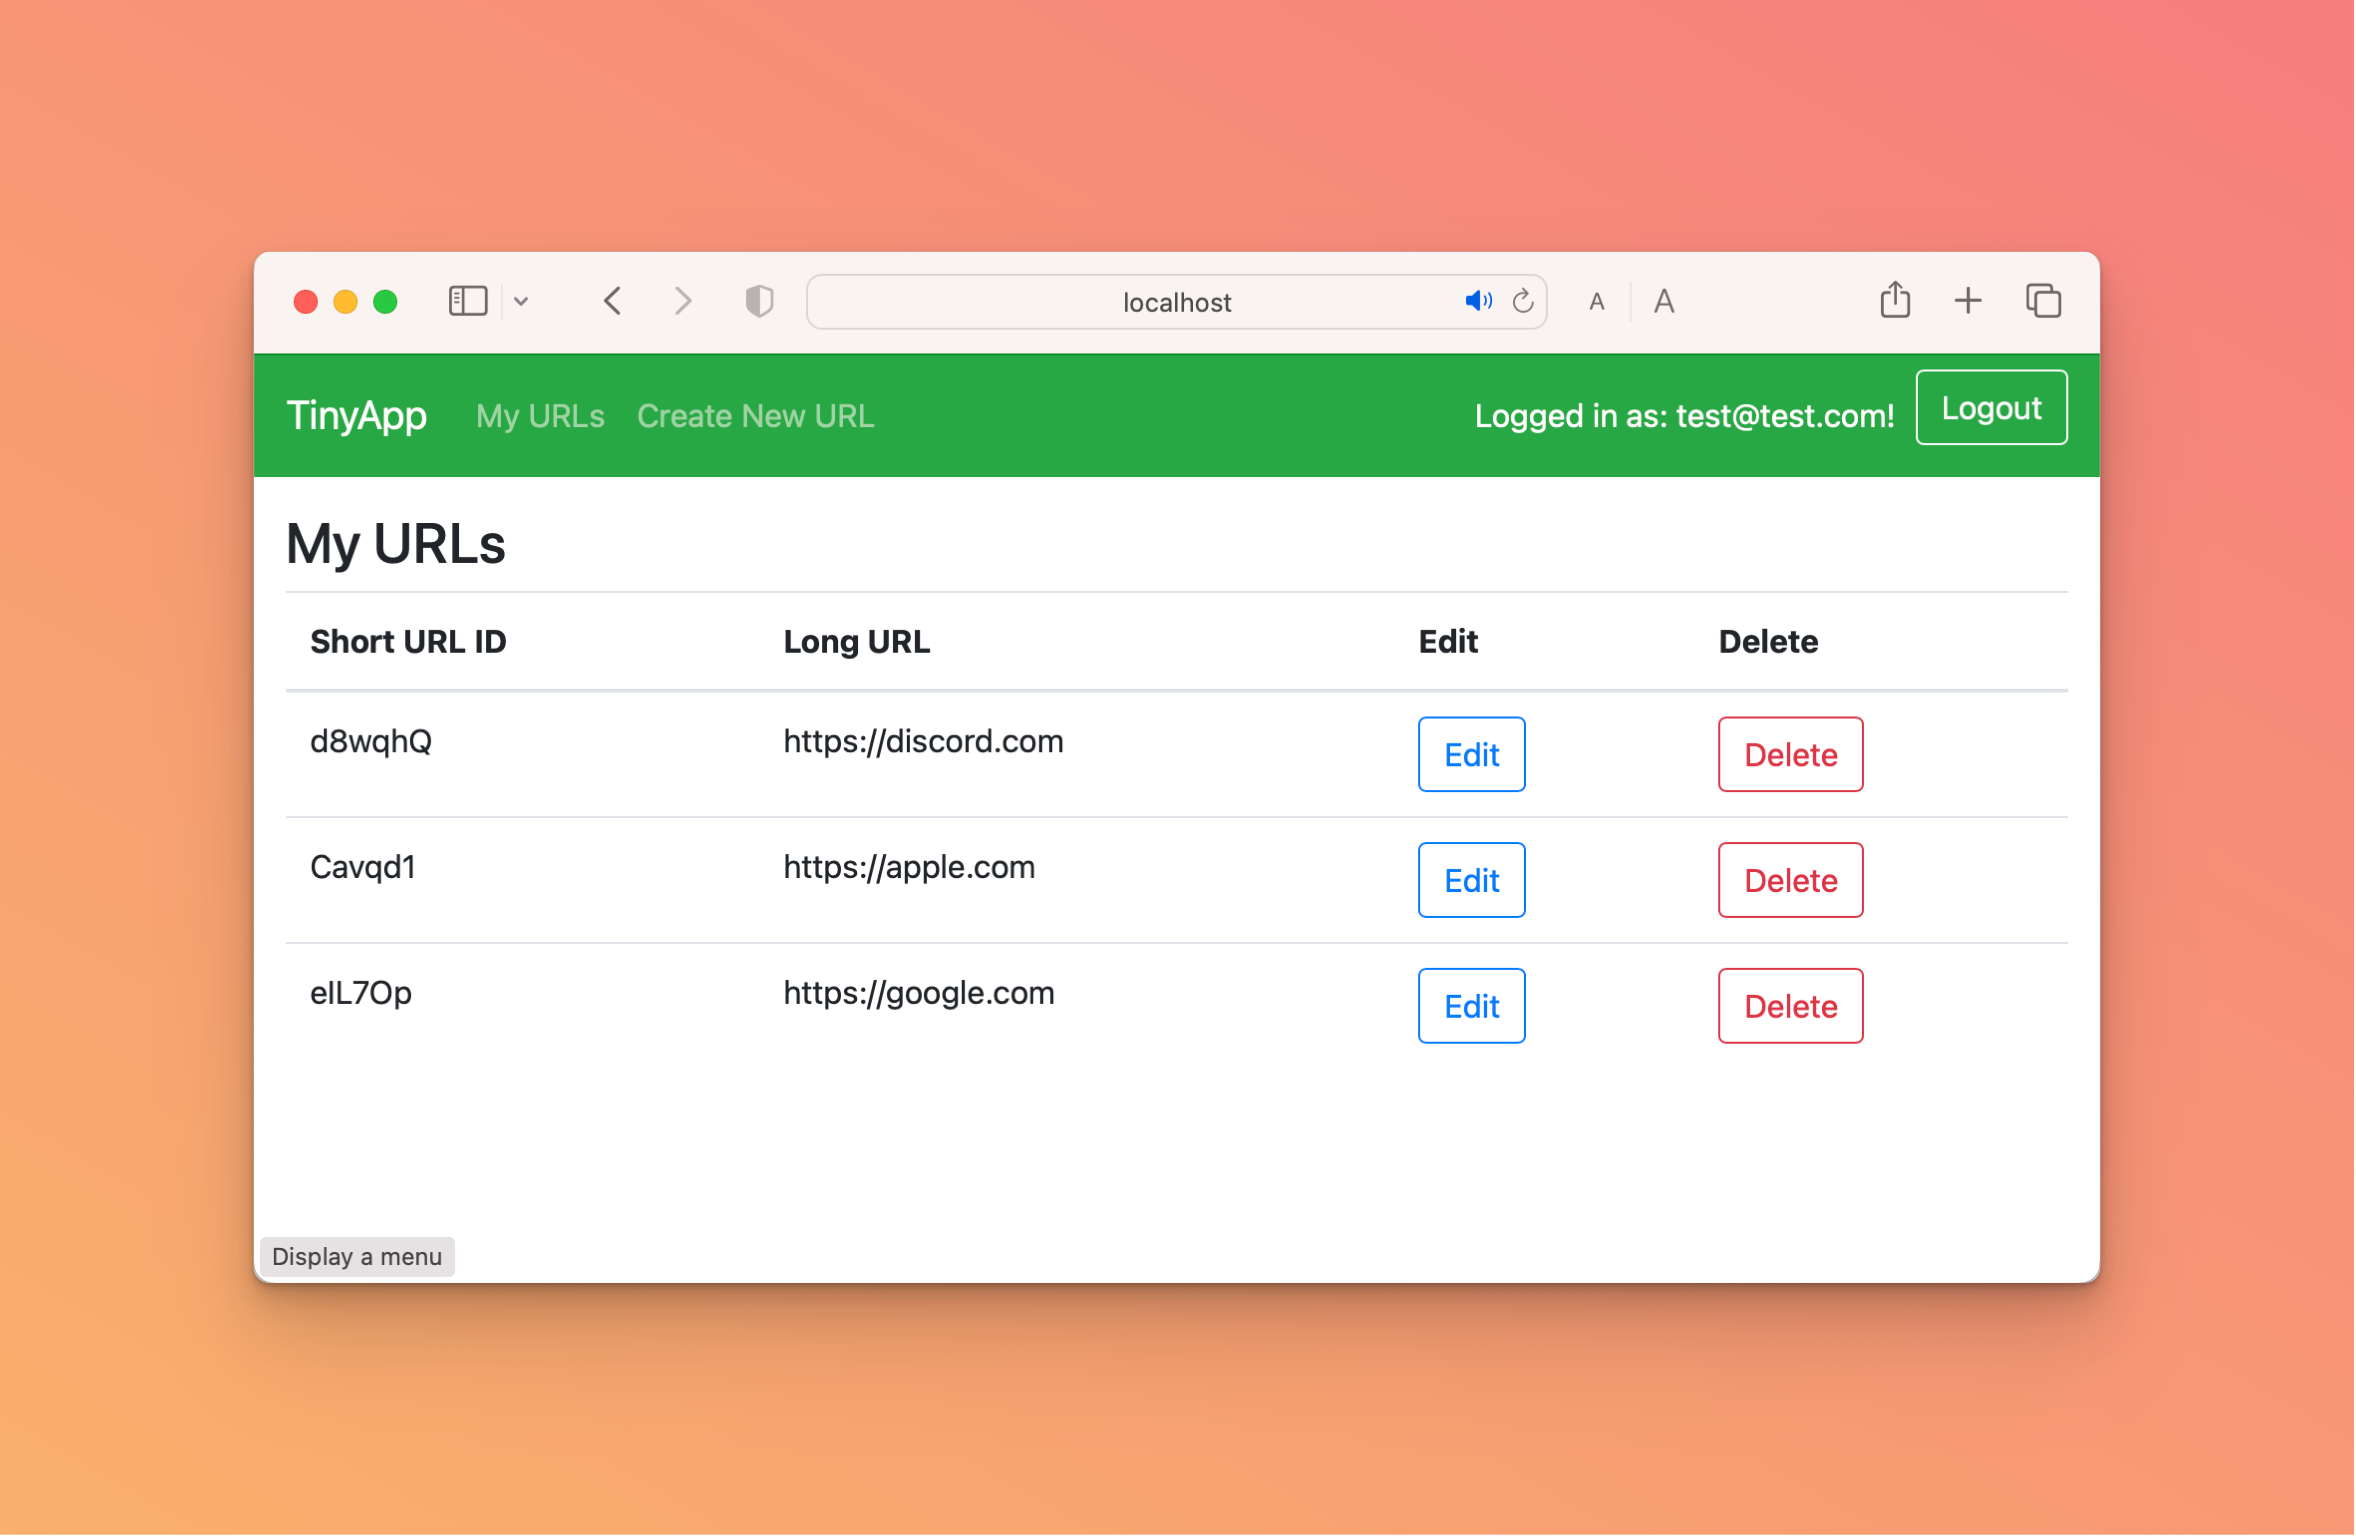 localhost
A A
TinyApp My URLs Create New URL Logged in as: test@test.com! Logout
My URLs
Short URL ID Long URL Edit Delete
d8wqhQ https://discord.com Edit Delete
Cavqd1 https://apple.com Edit Delete
eIL7Op https://google.com Edit Delete
Display a menu